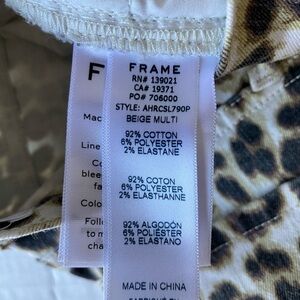 FRAME
RN# 139021
CA# 19371
PO# 706000
STYLE: AHRCSL790P
BEIGE MULTI
92% COTTON
6% POLYESTER
2% ELASTANE
92% COTON
6% POLYESTER
2% ELASTHANNE
92% ALGODÓN
6% POLIÉSTER
2% ELASTANO
MADE IN CHINA
F
Mac
Line
Co
blee
fa
Colo
Follo
to m
cha